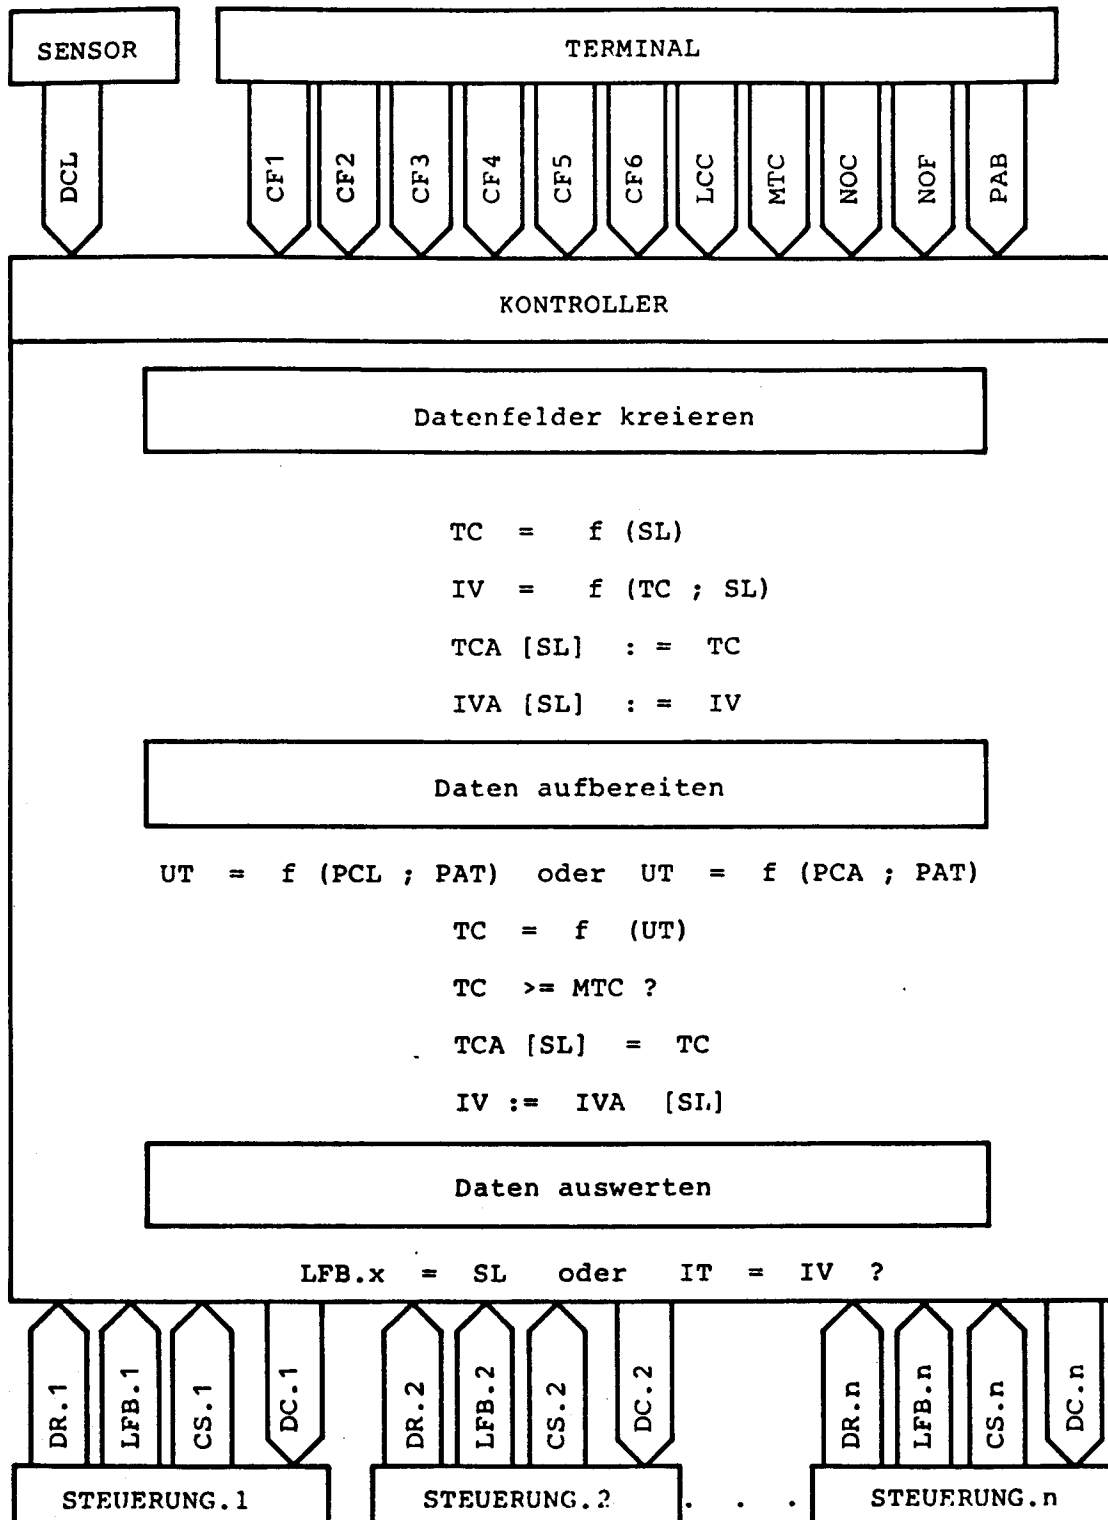 SENSOR TERMINAL
DCL CF1 CF2 CF3 CF4 CF5 CF6 LCC MTC NOC NOF PAB
KONTROLLER
Datenfelder kreieren
TC = f (SL)
IV = f (TC ; SL)
TCA [SL] : = TC
IVA [SL] : = IV
Daten aufbereiten
UT = f (PCL ; PAT) oder UT = f (PCA ; PAT)
TC = f (UT)
TC >= MTC ?
TCA [SL] = TC
IV := IVA [SL]
Daten auswerten
LFB.x = SL oder IT = IV ?
DR.1 LFB.1 CS.1 DC.1 DR.2 LFB.2 CS.2 DC.2 DR.n LFB.n CS.n DC.n
STEUERUNG.1 STEUERUNG.2 . . . STEUERUNG.n